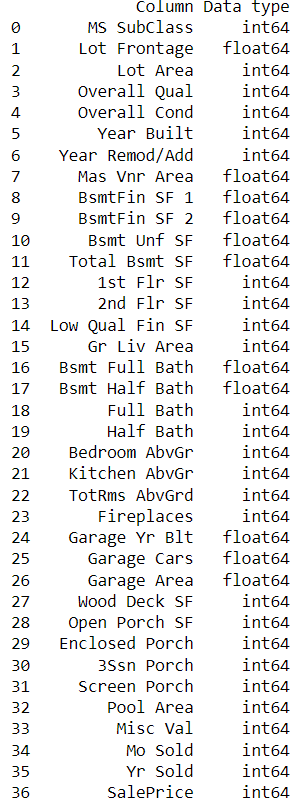 Column Data type
0 MS SubClass int64
1 Lot Frontage float64
2 Lot Area int64
3 Overall Qual int64
4 Overall Cond int64
5 Year Built int64
6 Year Remod/Add int64
7 Mas Vnr Area float64
8 BsmtFin SF 1 float64
9 BsmtFin SF 2 float64
10 Bsmt Unf SF float64
11 Total Bsmt SF float64
12 1st Flr SF int64
13 2nd Flr SF int64
14 Low Qual Fin SF int64
15 Gr Liv Area int64
16 Bsmt Full Bath float64
17 Bsmt Half Bath float64
18 Full Bath int64
19 Half Bath int64
20 Bedroom AbvGr int64
21 Kitchen AbvGr int64
22 TotRms AbvGrd int64
23 Fireplaces int64
24 Garage Yr Blt float64
25 Garage Cars float64
26 Garage Area float64
27 Wood Deck SF int64
28 Open Porch SF int64
29 Enclosed Porch int64
30 3Ssn Porch int64
31 Screen Porch int64
32 Pool Area int64
33 Misc Val int64
34 Mo Sold int64
35 Yr Sold int64
36 SalePrice int64